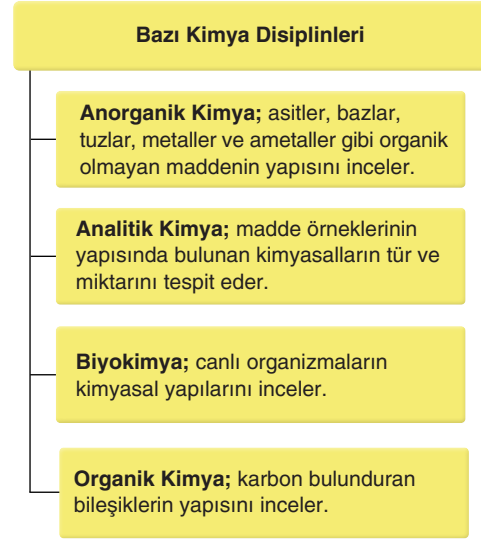 Bazı Kimya Disiplinleri
Anorganik Kimya; asitler, bazlar,
tuzlar, metaller ve ametaller gibi organik
olmayan maddenin yapısını inceler.
Analitik Kimya; madde örneklerinin
yapısında bulunan kimyasalların tür ve
miktarını tespit eder.
Biyokimya; canlı organizmaların
kimyasal yapılarını inceler.
Organik Kimya; karbon bulunduran
bileşiklerin yapısını inceler.